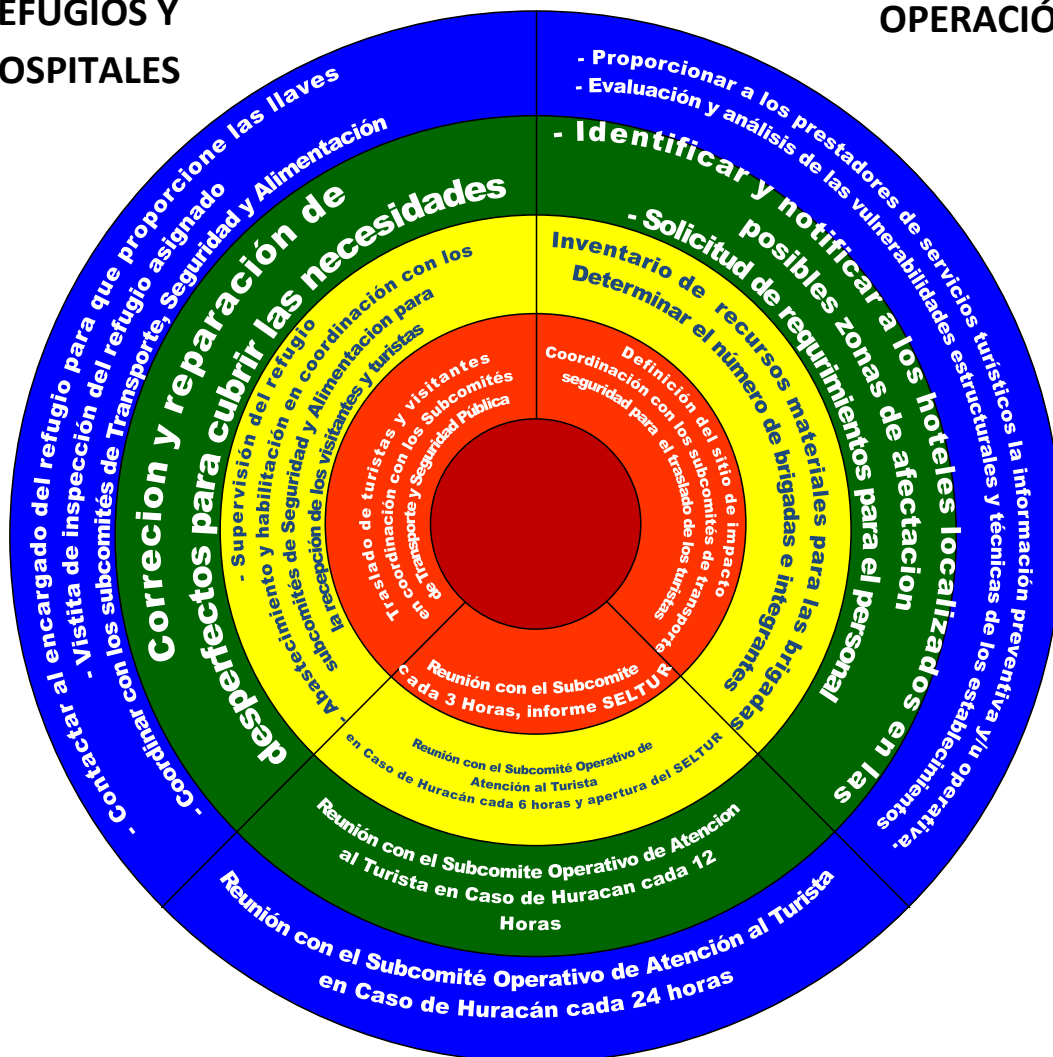 EFUGIOS Y
OSPITALES
OPERACIÓ
- Contactar al encargado del refugio para que proporcione las llaves
- Vistita de inspección del refugio asignado
- Coordinar con los subcomités de Transporte, Seguridad y Alimentación
Correcion y reparación de
desperfectos para cubrir las necesidades
- Supervisión del refugio
- Abastecimiento y habilitación en coordinación con los
subcomites de Seguridad y Alimentacion para
la recepción de los visitantes y turistas
Traslado de turistas y visitantes
en coordinación con los Subcomités
de Transporte y Seguridad Pública
- Proporcionar a los prestadores de servicios turísticos la información preventiva y/u operativa.
- Evaluación y análisis de las vulnerabilidades estructurales y técnicas de los establecimientos
- Identificar y notificar a los hoteles localizados en las
posibles zonas de afectacion
- Solicitud de requrimientos para el personal
Inventario de recursos materiales para las brigadas
Determinar el número de brigadas e integrantes
Definición del sitio de impacto
Coordinación con los subcomités de transporte
seguridad para el traslado de los turistas
Reunión con el Subcomite
cada 3 Horas, informe SELTUR
Reunión con el Subcomité Operativo de
Atención al Turista
en Caso de Huracán cada 6 horas y apertura del SELTUR
Reunión con el Subcomite Operativo de Atencion
al Turista en Caso de Huracan cada 12
Horas
Reunión con el Subcomité Operativo de Atención al Turista
en Caso de Huracán cada 24 horas